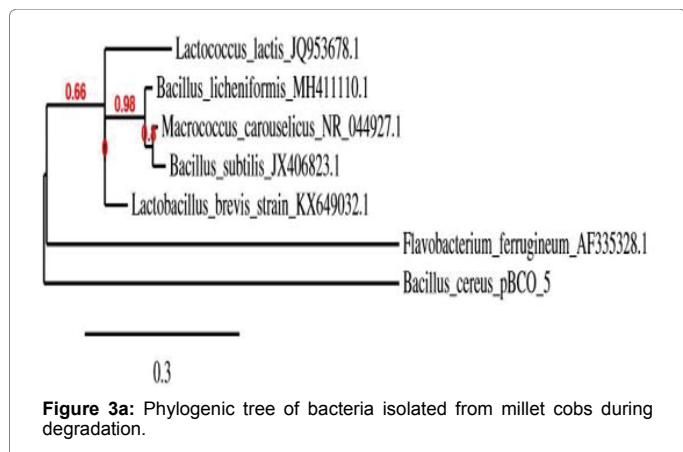 Lactococcus_lactis_JQ953678.1
0.66
Bacillus_licheniformis_MH411110.1
0.98
Macrococcus_carouselicus_NR_044927.1
Bacillus_subtilis_JX406823.1
Lactobacillus_brevis_strain_KX649032.1
Flavobacterium_ferrugineum_AF335328.1
Bacillus_cereus_pBCO_5
0.3
Figure 3a: Phylogenic tree of bacteria isolated from millet cobs during
degradation.